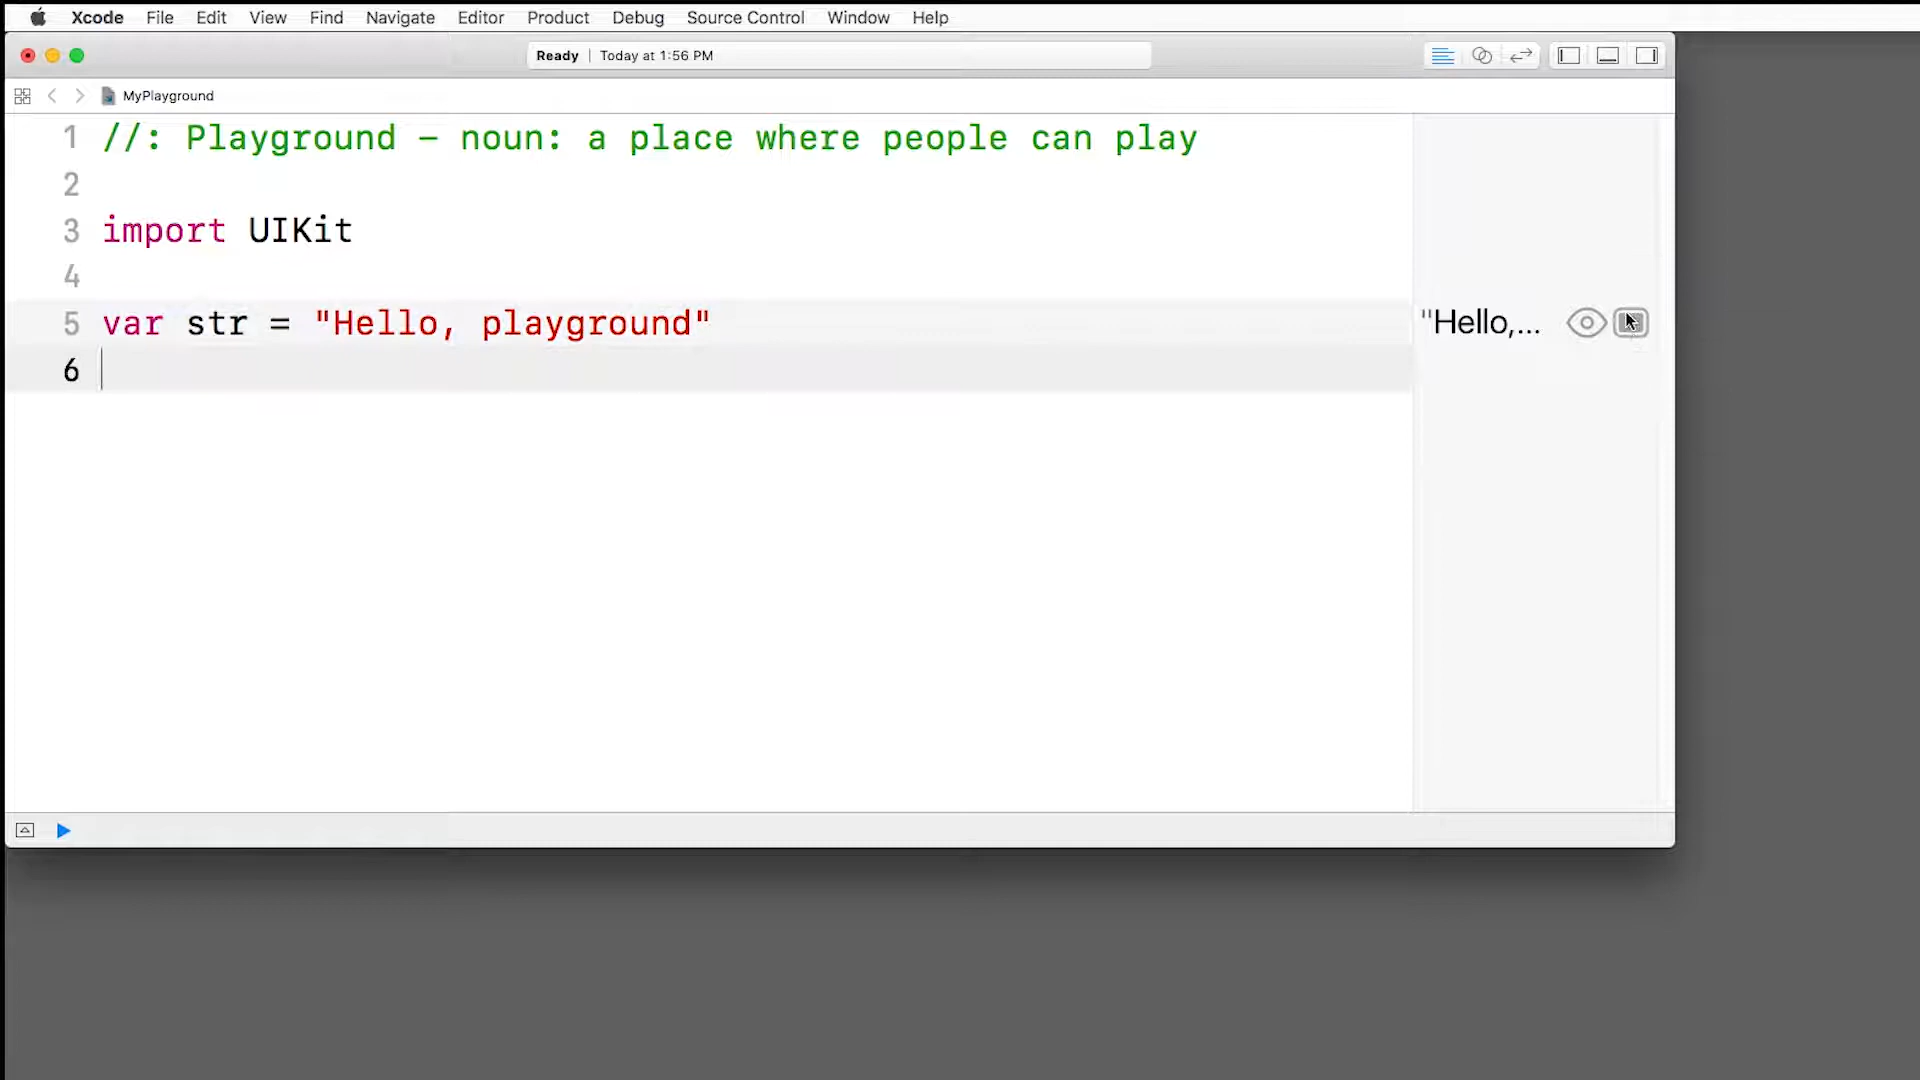 Xcode File Edit View Find Navigate Editor Product Debug Source Control Window Help
Ready | Today at 1:56 PM
MyPlayground
1 //: Playground – noun: a place where people can play
2
3 import UIKit
4
5 var str = "Hello, playground" "Hello,...
6